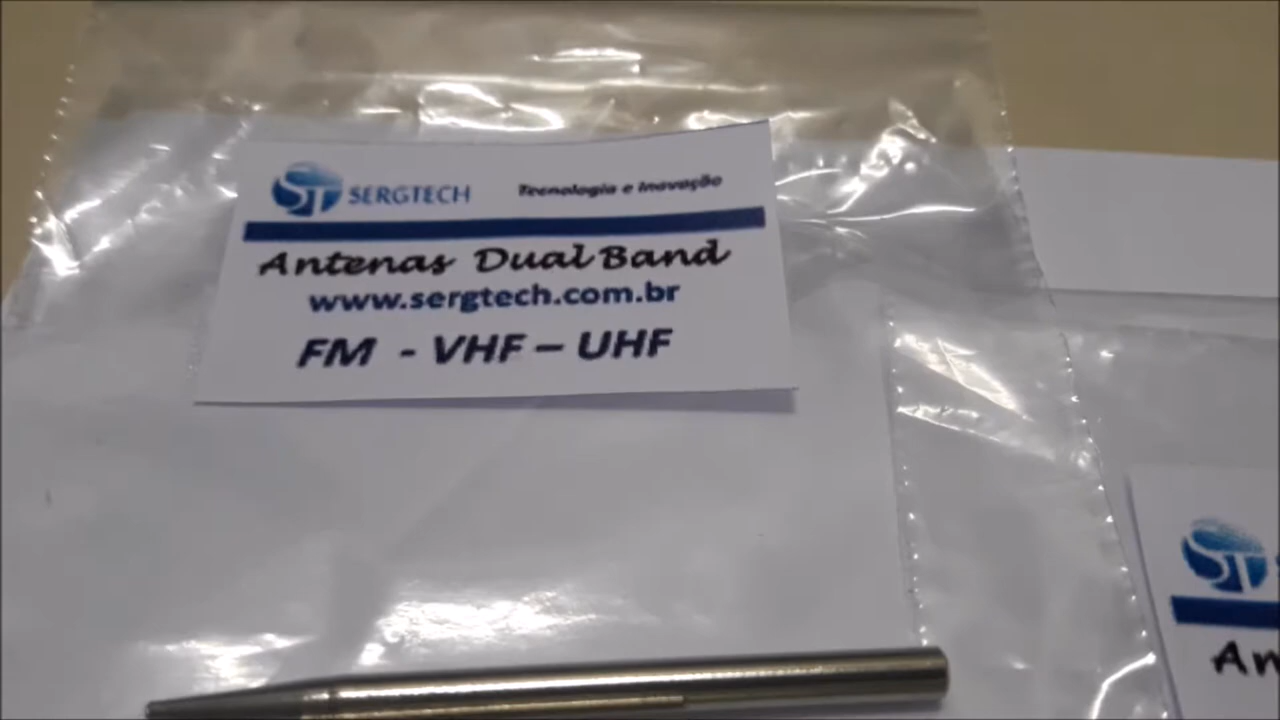 ST SERGTECH Tecnologia e Inovação
Antenas Dual Band
www.sergtech.com.br
FM - VHF – UHF
ST
An